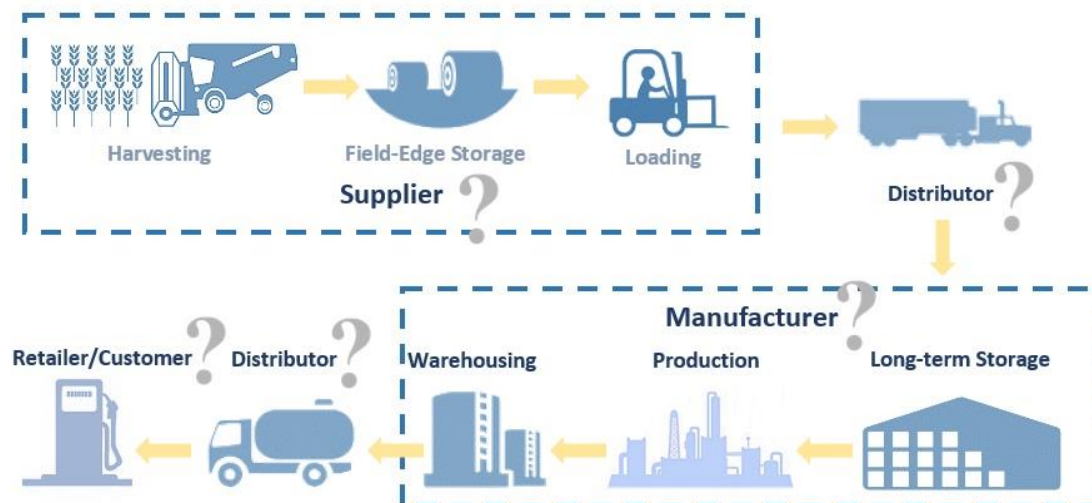 Harvesting
Field-Edge Storage
Loading
Supplier ?
Distributor ?
Manufacturer ?
Retailer/Customer ?
Distributor ?
Warehousing
Production
Long-term Storage